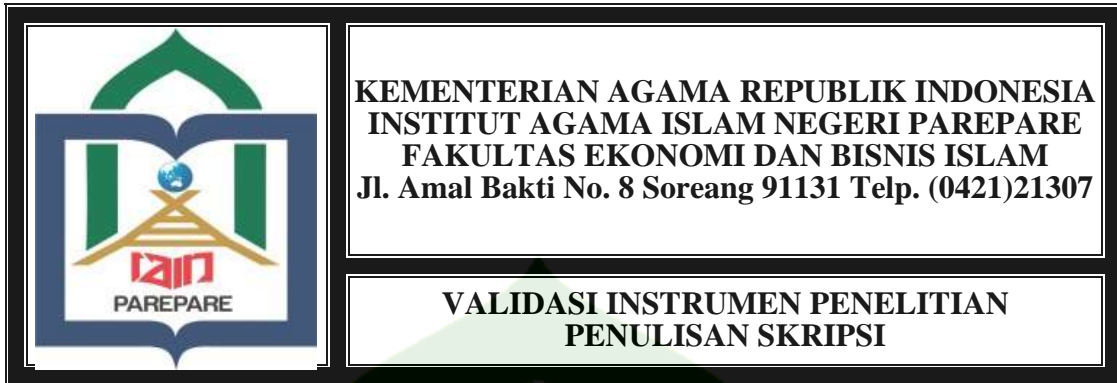 iain
PAREPARE
KEMENTERIAN AGAMA REPUBLIK INDONESIA
INSTITUT AGAMA ISLAM NEGERI PAREPARE
FAKULTAS EKONOMI DAN BISNIS ISLAM
Jl. Amal Bakti No. 8 Soreang 91131 Telp. (0421)21307
VALIDASI INSTRUMEN PENELITIAN
PENULISAN SKRIPSI